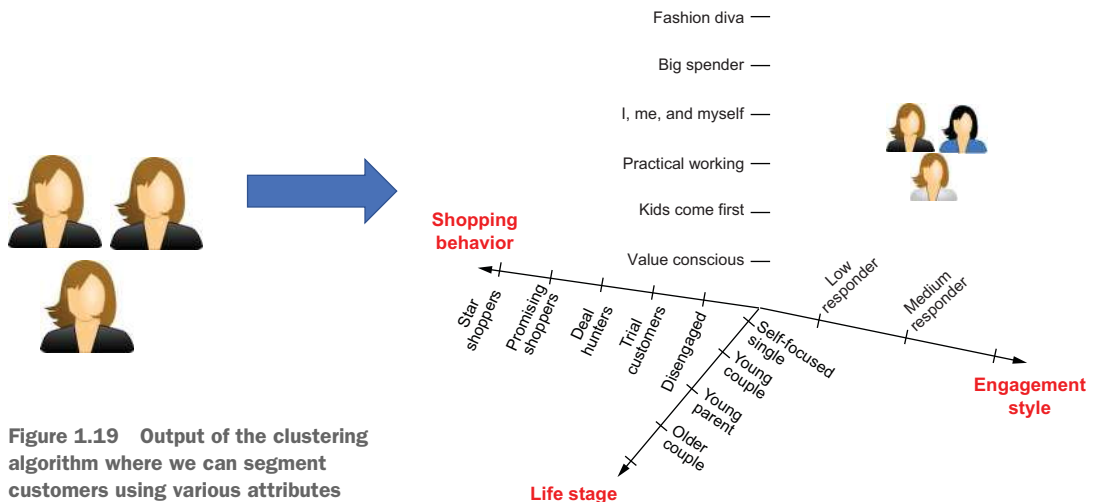 Fashion diva
Big spender
I, me, and myself
Practical working
Kids come first
Value conscious
Shopping
behavior
Star
shoppers
Promising
shoppers
Deal
hunters
Trial
customers
Disengaged
Low
responder
Medium
responder
Engagement
style
Self-focused
single
Young
couple
Young
parent
Older
couple
Life stage
Figure 1.19 Output of the clustering
algorithm where we can segment
customers using various attributes